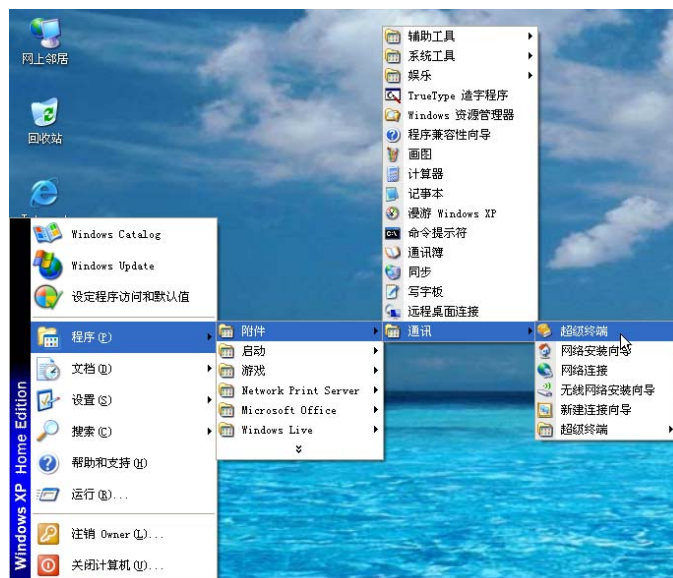 网上邻居
回收站
Windows Catalog
Windows Update
设定程序访问和默认值
程序(P)
文档(D)
设置(S)
搜索(C)
帮助和支持(H)
运行(R)...
注销 Owner(L)...
关闭计算机(U)...
Windows XP Home Edition
附件
启动
游戏
Network Print Server
Microsoft Office
Windows Live
辅助工具
系统工具
娱乐
TrueType 造字程序
Windows 资源管理器
程序兼容性向导
画图
计算器
记事本
漫游 Windows XP
命令提示符
通讯簿
同步
写字板
远程桌面连接
通讯
超级终端
网络安装向导
网络连接
无线网络安装向导
新建连接向导
超级终端